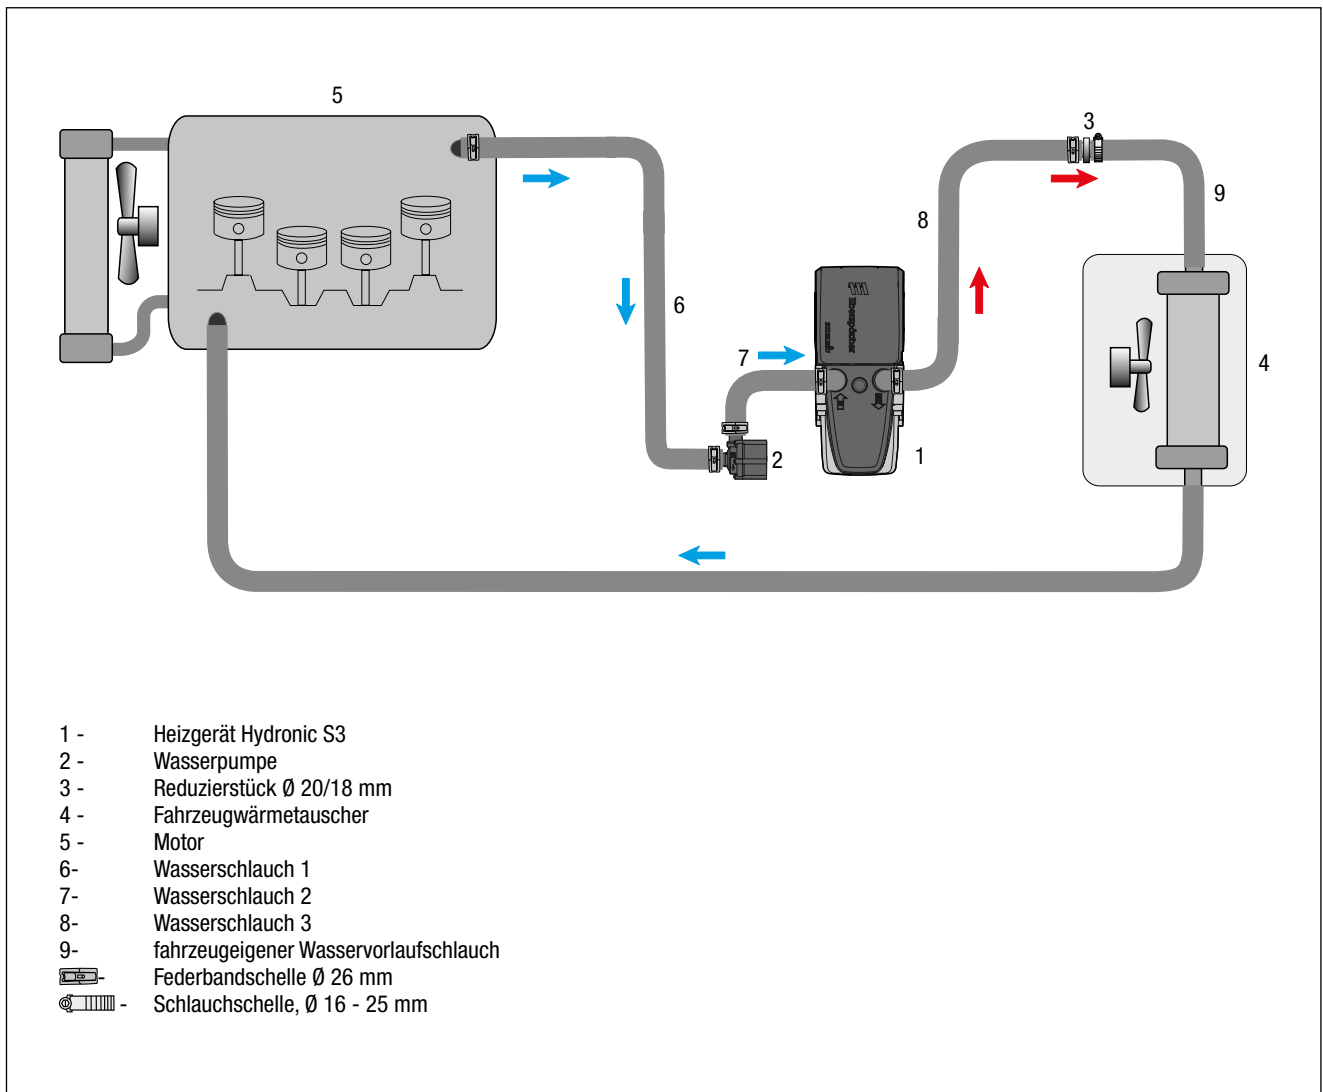 5
3
9
8
6
7
4
2
1
Eberspächer
1 - Heizgerät Hydronic S3
2 - Wasserpumpe
3 - Reduzierstück Ø 20/18 mm
4 - Fahrzeugwärmetauscher
5 - Motor
6- Wasserschlauch 1
7- Wasserschlauch 2
8- Wasserschlauch 3
9- fahrzeugeigener Wasservorlaufschlauch
- Federbandschelle Ø 26 mm
- Schlauchschelle, Ø 16 - 25 mm